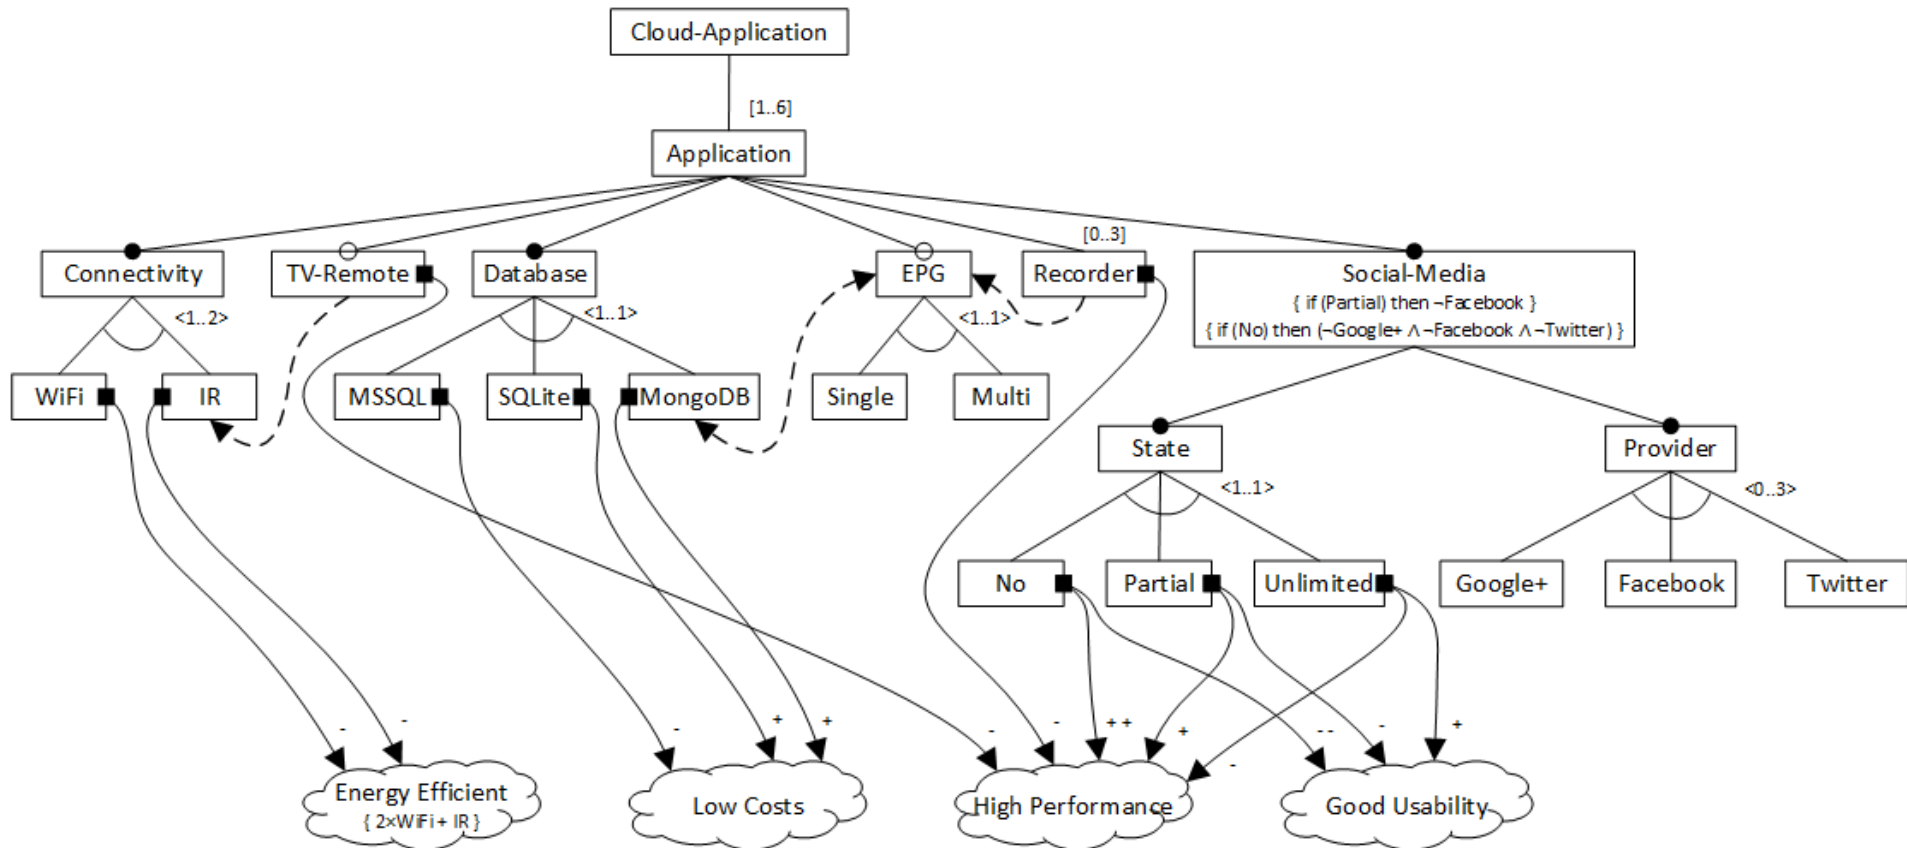 Cloud-Application
[1..6]
Application
[0..3]
Connectivity
TV-Remote
Database
EPG
Recorder
Social-Media
{ if (Partial) then ¬Facebook }
{ if (No) then (¬Google+ ∧ ¬Facebook ∧ ¬Twitter) }
<1..2>
<1..1>
<1..1>
WiFi
IR
MSSQL
SQLite
MongoDB
Single
Multi
State
Provider
<1..1>
<0..3>
No
Partial
Unlimited
Google+
Facebook
Twitter
-
-
-
+
+
-
-
++
+
-
--
-
+
Energy Efficient
{ 2×WiFi + IR }
Low Costs
High Performance
Good Usability